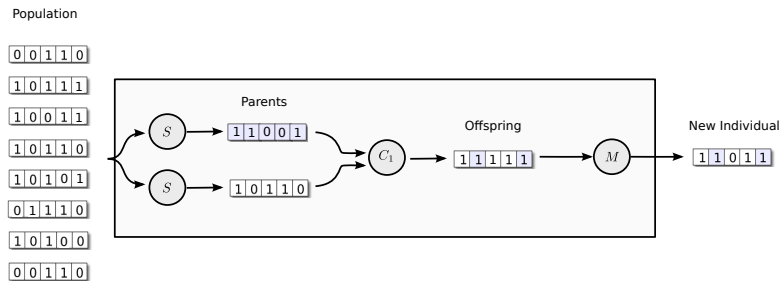 Population
0 0 1 1 0
1 0 1 1 1
1 0 0 1 1
1 0 1 1 0
1 0 1 0 1
0 1 1 1 0
1 0 1 0 0
0 0 1 1 0
Parents
S
1 1 0 0 1
S
1 0 1 1 0
C1
Offspring
1 1 1 1 1
M
New Individual
1 1 0 1 1